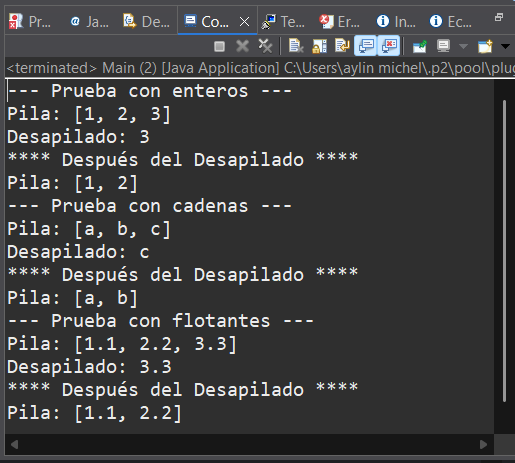 Pr... Ja... De... Co... Te... Er... In... Ec...
<terminated> Main (2) [Java Application] C:\Users\aylin michel\.p2\pool\plug
--- Prueba con enteros ---
Pila: [1, 2, 3]
Desapilado: 3
**** Después del Desapilado ****
Pila: [1, 2]
--- Prueba con cadenas ---
Pila: [a, b, c]
Desapilado: c
**** Después del Desapilado ****
Pila: [a, b]
--- Prueba con flotantes ---
Pila: [1.1, 2.2, 3.3]
Desapilado: 3.3
**** Después del Desapilado ****
Pila: [1.1, 2.2]